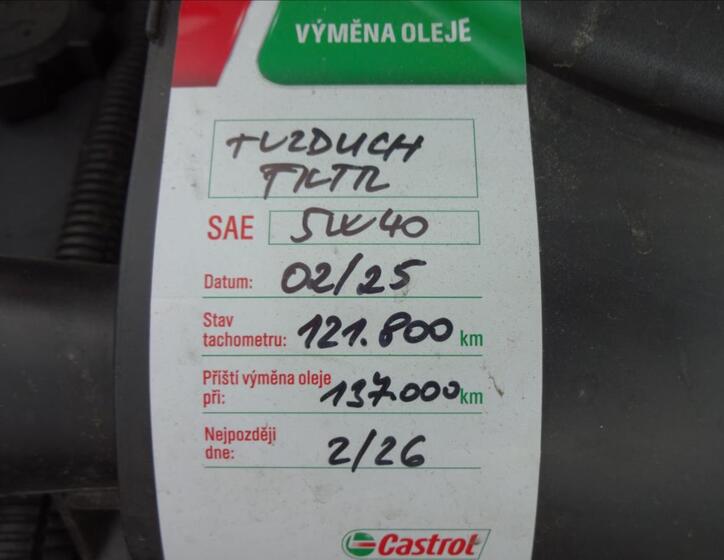 VÝMĚNA OLEJE
+VZDUCH
FILTR
SAE 5W40
Datum: 02/25
Stav
tachometru: 121.800 km
Příští výměna oleje
při: 137.000 km
Nejpozději
dne: 2/26
Castrol